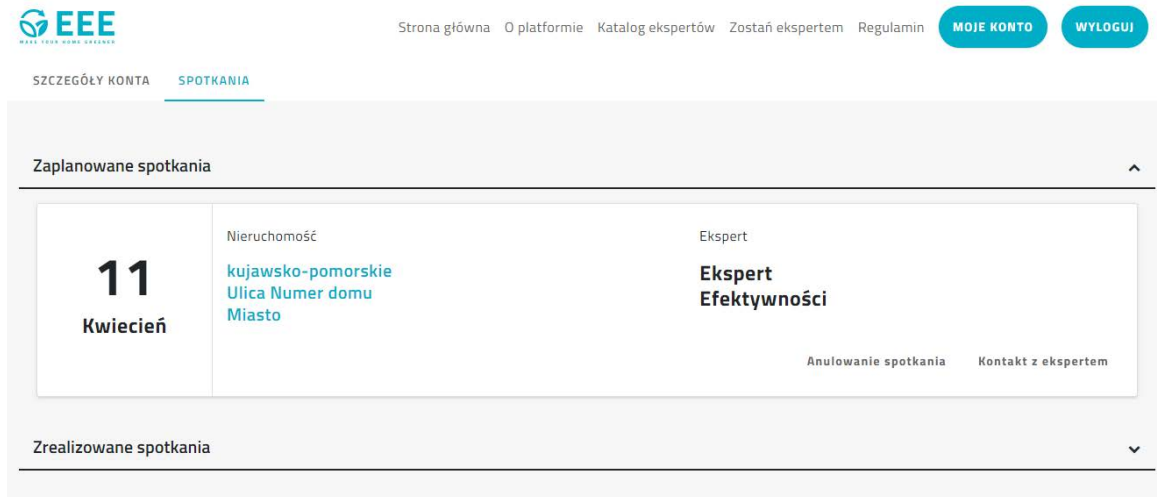 EEE
MAKE YOUR HOME GREENER
Strona główna O platformie Katalog ekspertów Zostań ekspertem Regulamin MOJE KONTO WYLOGUJ
SZCZEGÓŁY KONTA SPOTKANIA
Zaplanowane spotkania
11
Kwiecień
Nieruchomość
kujawsko-pomorskie
Ulica Numer domu
Miasto
Ekspert
Ekspert
Efektywności
Anulowanie spotkania Kontakt z ekspertem
Zrealizowane spotkania